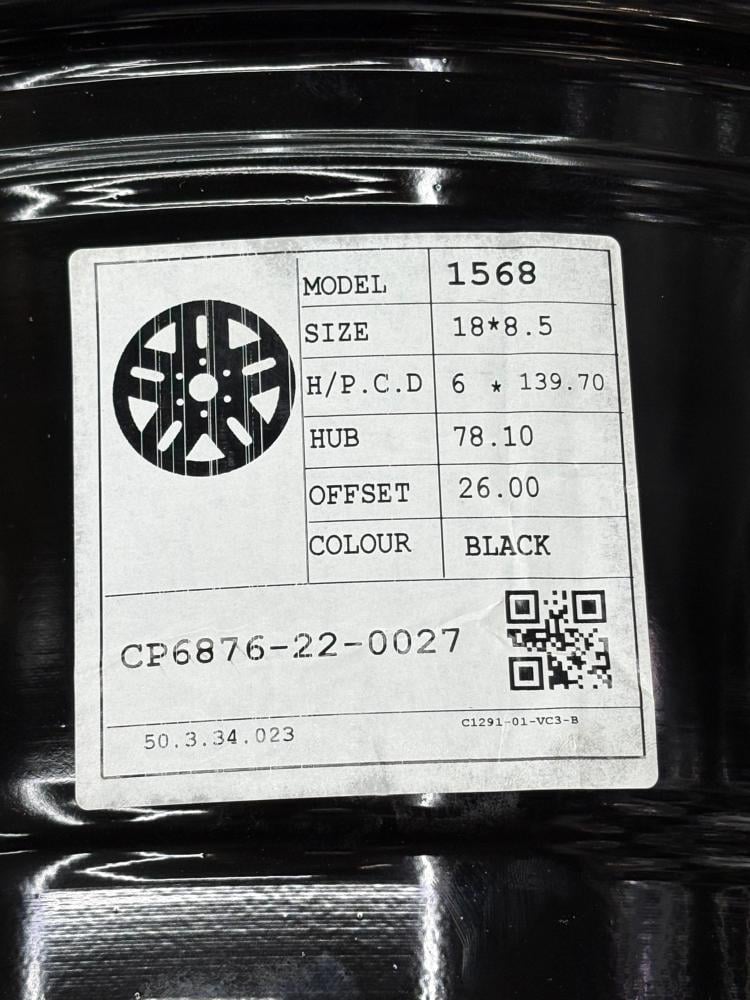 MODEL 1568
SIZE 18*8.5
H/P.C.D 6 * 139.70
HUB 78.10
OFFSET 26.00
COLOUR BLACK
CP6876-22-0027
C1291-01-VC3-B
50.3.34.023